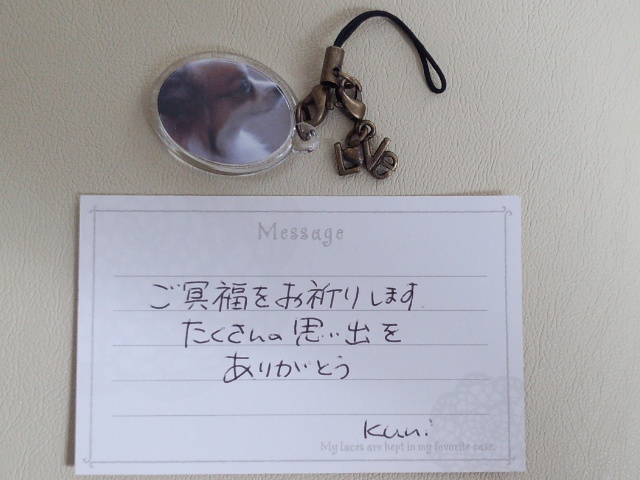 LOVe
Message
ご冥福をお祈りします
たくさんの思い出を
ありがとう
Kuni
My laces are kept in my favorite case.